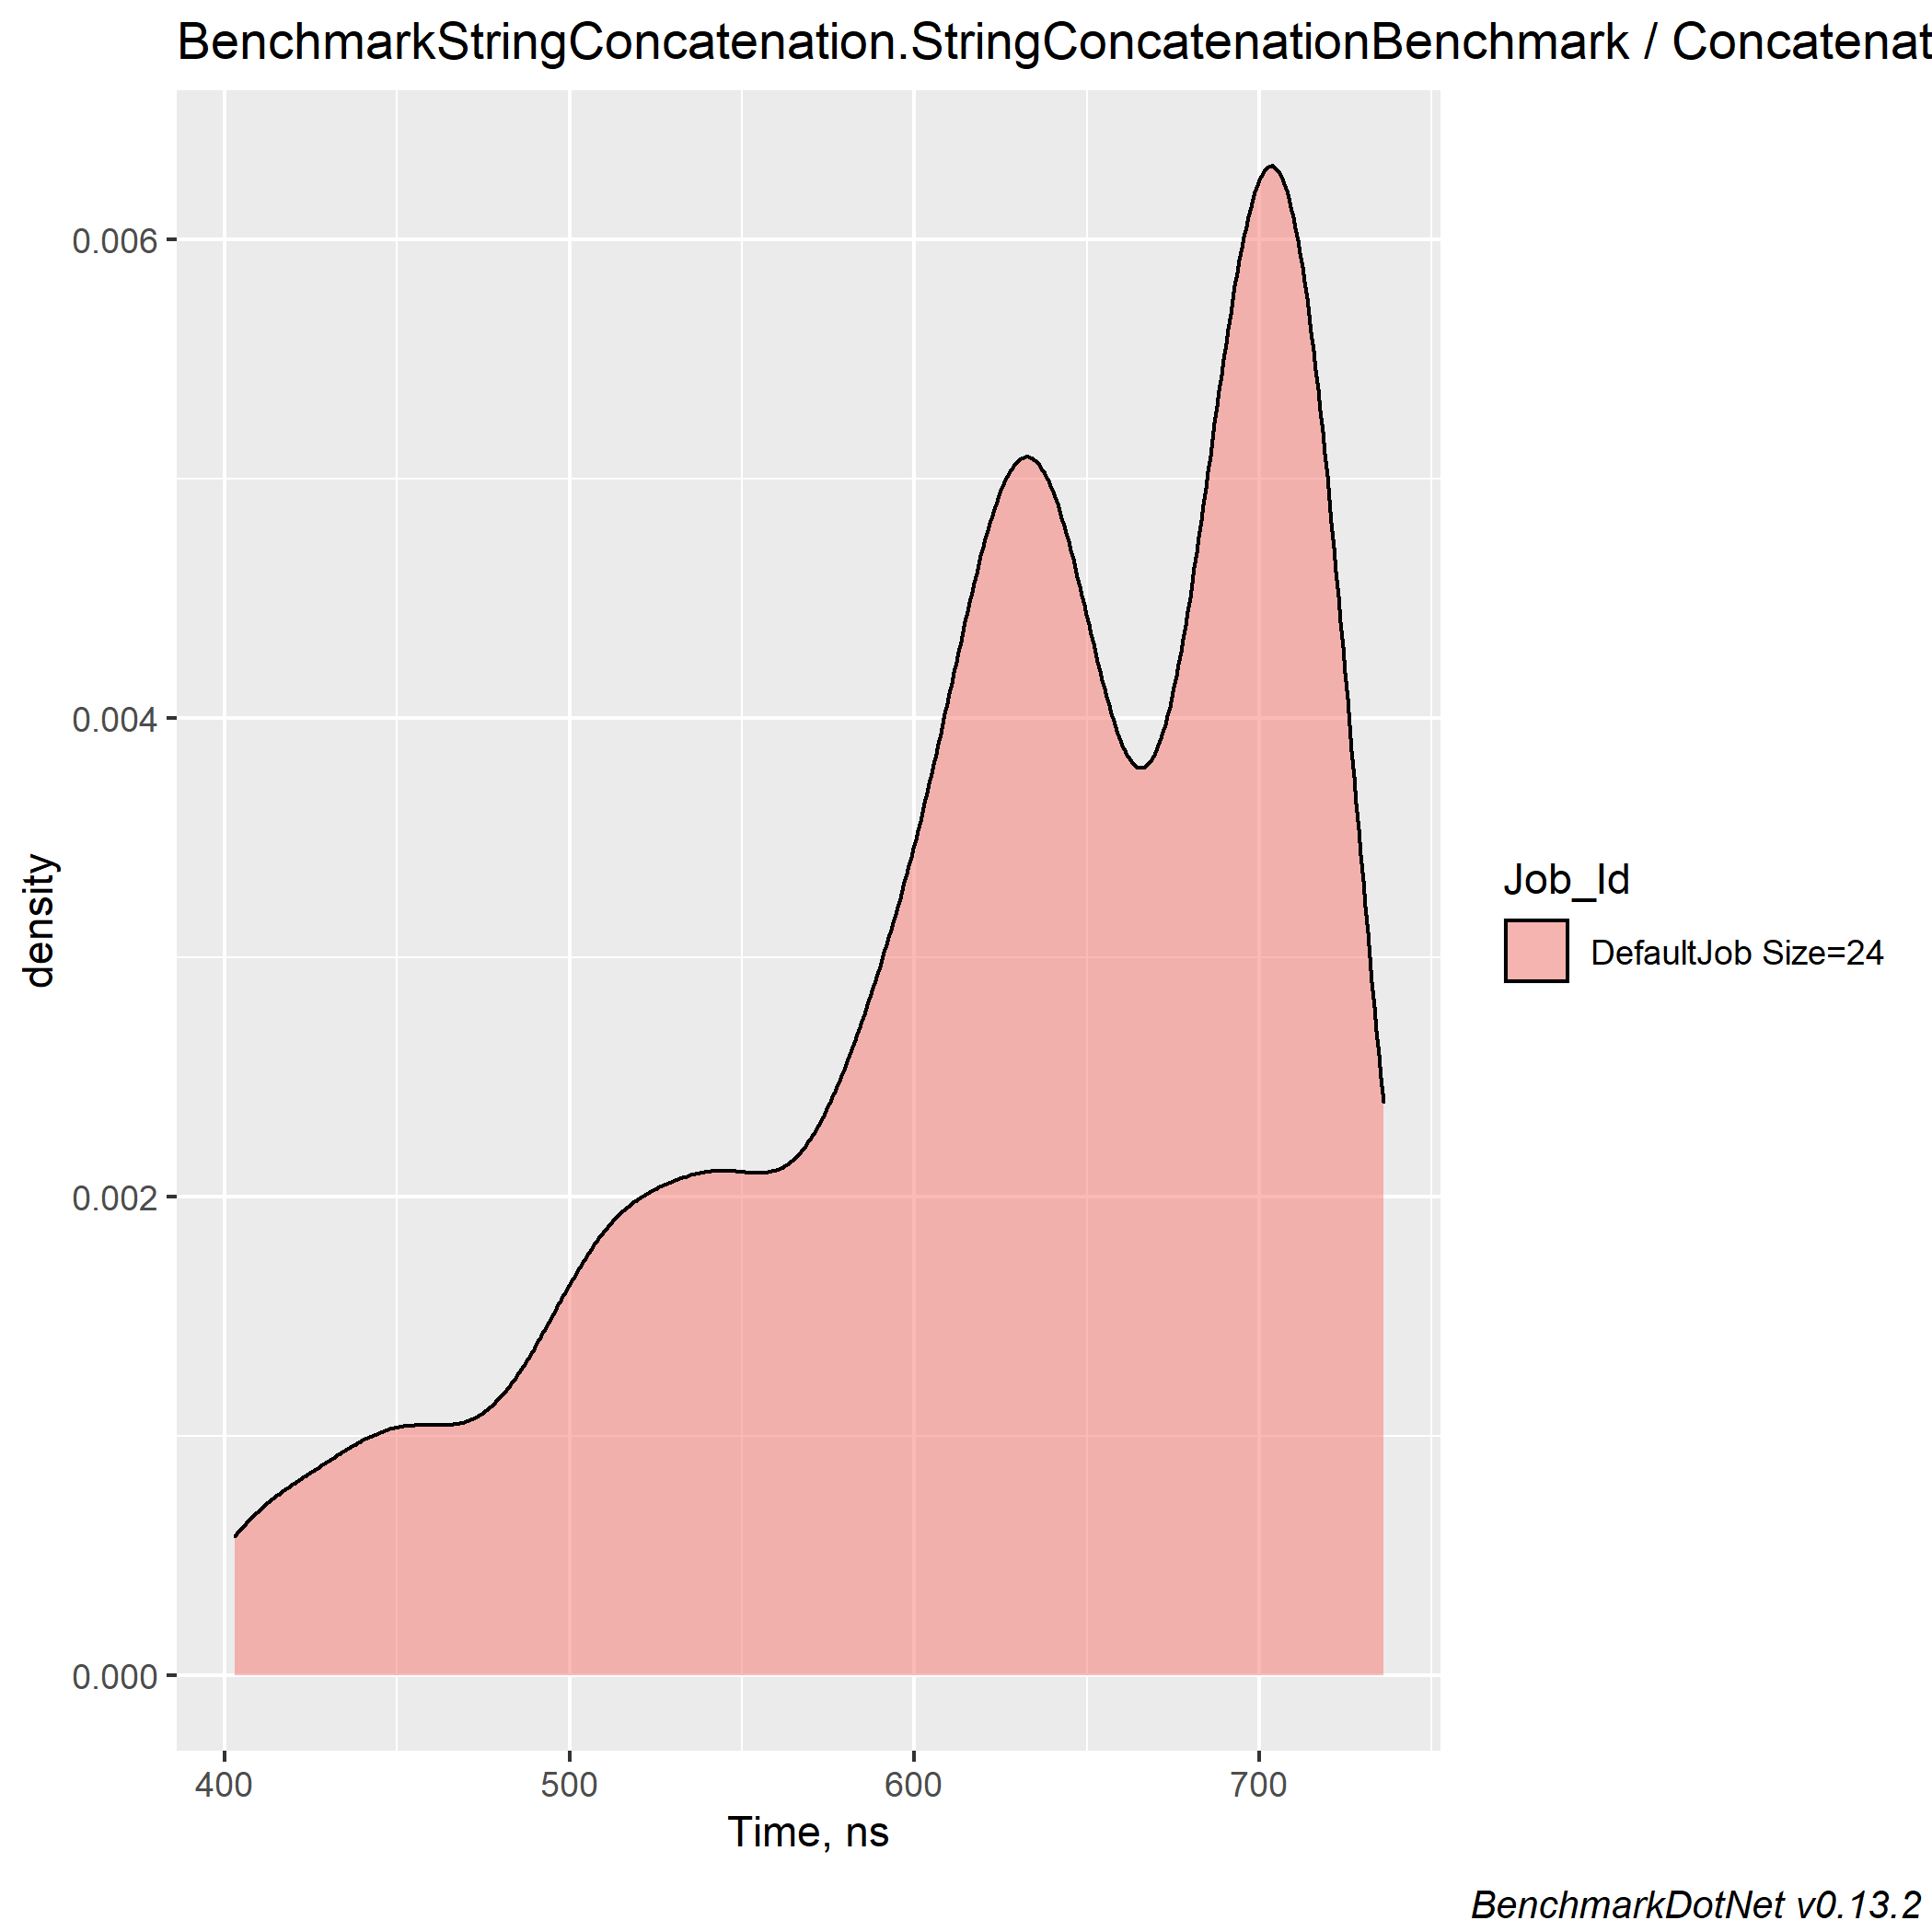 BenchmarkStringConcatenation.StringConcatenationBenchmark / Concatenat
0.006
0.004
0.002
0.000
density
400 500 600 700
Time, ns
Job_Id
DefaultJob Size=24
BenchmarkDotNet v0.13.2